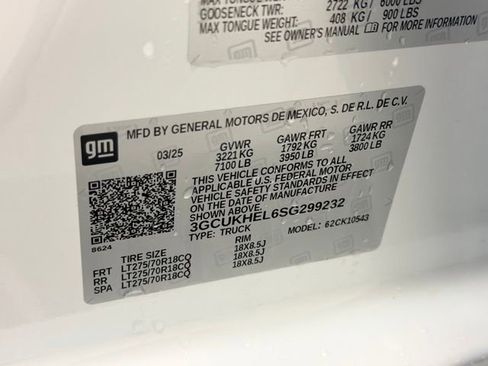 MAX TONGUE WEIGHT
2722 KG / 6000 LBS
GOOSENECK TWR:
408 KG / 900 LBS
MAX TONGUE WEIGHT:
SEE OWNER'S MANUAL FOR MORE INFORMATION
gm
MFD BY GENERAL MOTORS DE MEXICO, S. DE R.L. DE C.V.
03/25 GVWR GAWR FRT GAWR RR
3221 KG 1792 KG 1724 KG
7100 LB 3950 LB 3800 LB
THIS VEHICLE CONFORMS TO ALL
APPLICABLE U.S. FEDERAL MOTOR
VEHICLE SAFETY STANDARDS IN
EFFECT ON THE DATE OF
MANUFACTURE SHOWN ABOVE.
3GCUKHEL6SG299232
TYPE: TRUCK MODEL: 62CK10543
8624
TIRE SIZE RIM
FRT LT275/70R18CQ 18X8.5J
RR LT275/70R18CQ 18X8.5J
SPA LT275/70R18CQ 18X8.5J